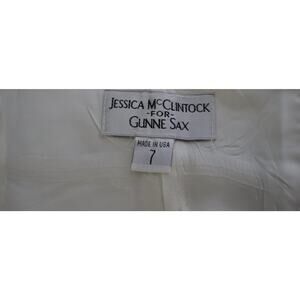 JESSICA MCCLINTOCK
-FOR-
GUNNE SAX
MADE IN USA
7